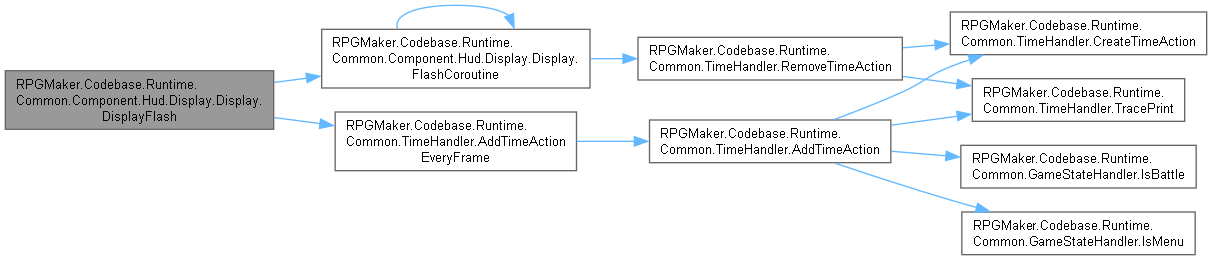 RPGMaker.Codebase.Runtime.
Common.Component.Hud.Display.Display.
DisplayFlash
RPGMaker.Codebase.Runtime.
Common.Component.Hud.Display.Display.
FlashCoroutine
RPGMaker.Codebase.Runtime.
Common.TimeHandler.AddTimeAction
EveryFrame
RPGMaker.Codebase.Runtime.
Common.TimeHandler.RemoveTimeAction
RPGMaker.Codebase.Runtime.
Common.TimeHandler.AddTimeAction
RPGMaker.Codebase.Runtime.
Common.TimeHandler.CreateTimeAction
RPGMaker.Codebase.Runtime.
Common.TimeHandler.TracePrint
RPGMaker.Codebase.Runtime.
Common.GameStateHandler.IsBattle
RPGMaker.Codebase.Runtime.
Common.GameStateHandler.IsMenu